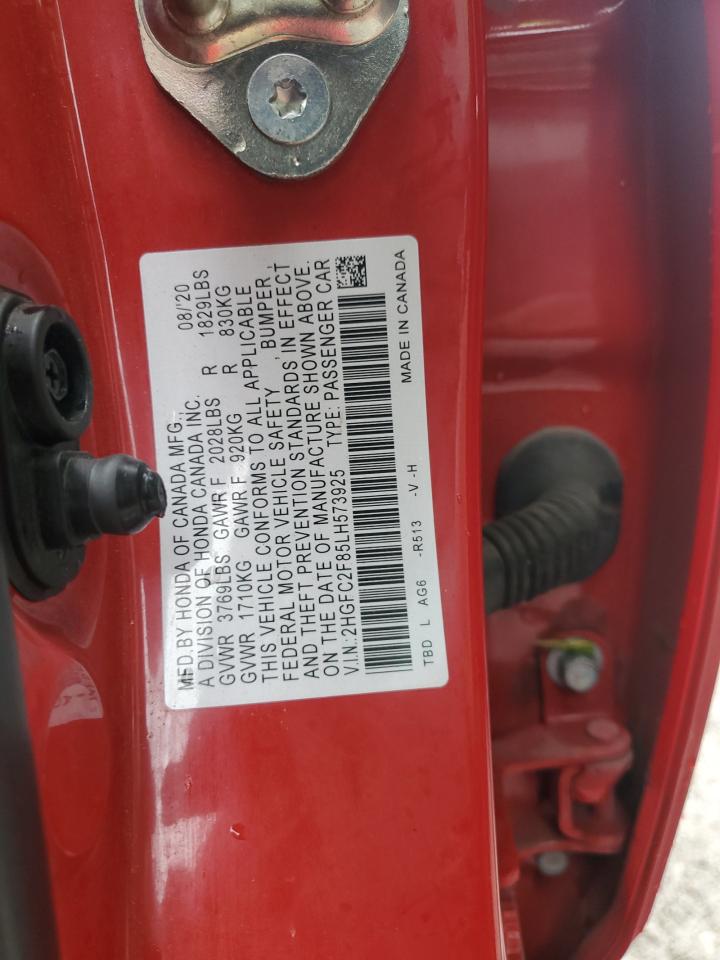 MFD.BY HONDA OF CANADA MFG., 08/'20
A DIVISION OF HONDA CANADA INC.
GVWR 3769LBS GAWR F 2028LBS R 1829LBS
GVWR 1710KG GAWR F 920KG R 830KG
THIS VEHICLE CONFORMS TO ALL APPLICABLE
FEDERAL MOTOR VEHICLE SAFETY , BUMPER ,
AND THEFT PREVENTION STANDARDS, IN EFFECT
ON THE DATE OF MANUFACTURE SHOWN ABOVE.
V.I.N.:2HGFC2F85LH573925 TYPE: PASSENGER CAR
TBD L AG6 -R513 -V -H MADE IN CANADA